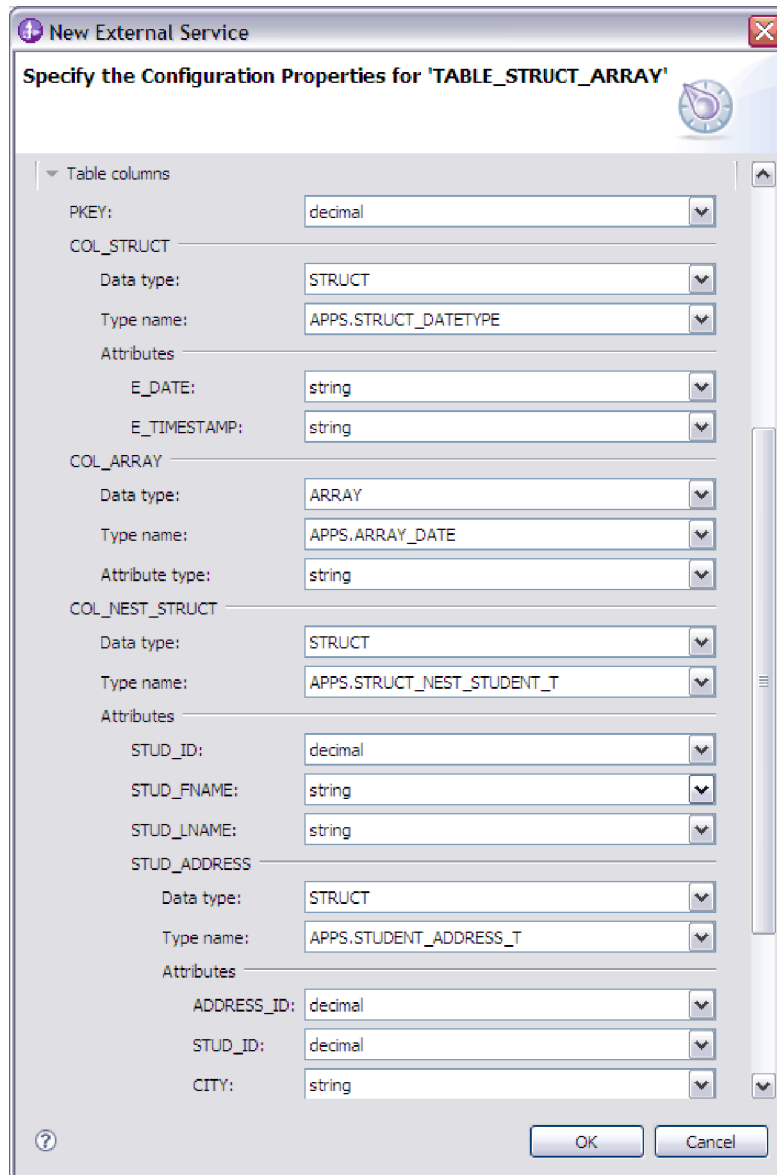 New External Service
Specify the Configuration Properties for 'TABLE_STRUCT_ARRAY'
Table columns
PKEY: decimal
COL_STRUCT
Data type: STRUCT
Type name: APPS.STRUCT_DATETYPE
Attributes
E_DATE: string
E_TIMESTAMP: string
COL_ARRAY
Data type: ARRAY
Type name: APPS.ARRAY_DATE
Attribute type: string
COL_NEST_STRUCT
Data type: STRUCT
Type name: APPS.STRUCT_NEST_STUDENT_T
Attributes
STUD_ID: decimal
STUD_FNAME: string
STUD_LNAME: string
STUD_ADDRESS
Data type: STRUCT
Type name: APPS.STUDENT_ADDRESS_T
Attributes
ADDRESS_ID: decimal
STUD_ID: decimal
CITY: string
? OK Cancel